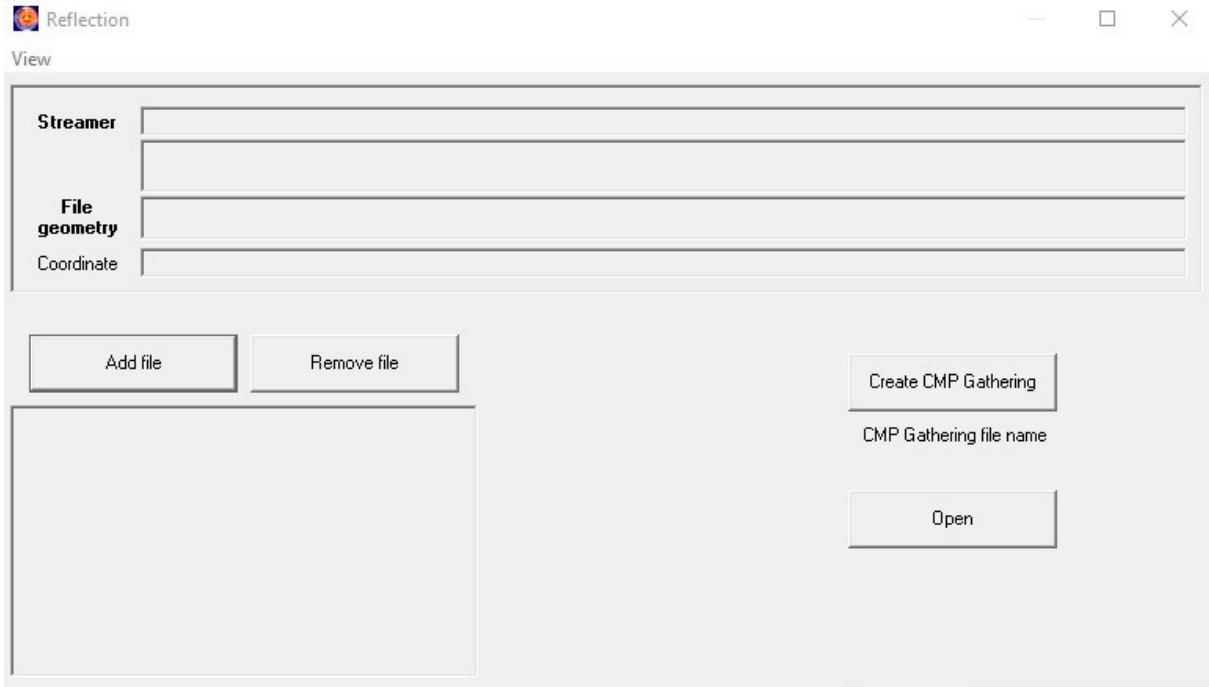 Reflection
View
Streamer
File
geometry
Coordinate
Add file
Remove file
Create CMP Gathering
CMP Gathering file name
Open